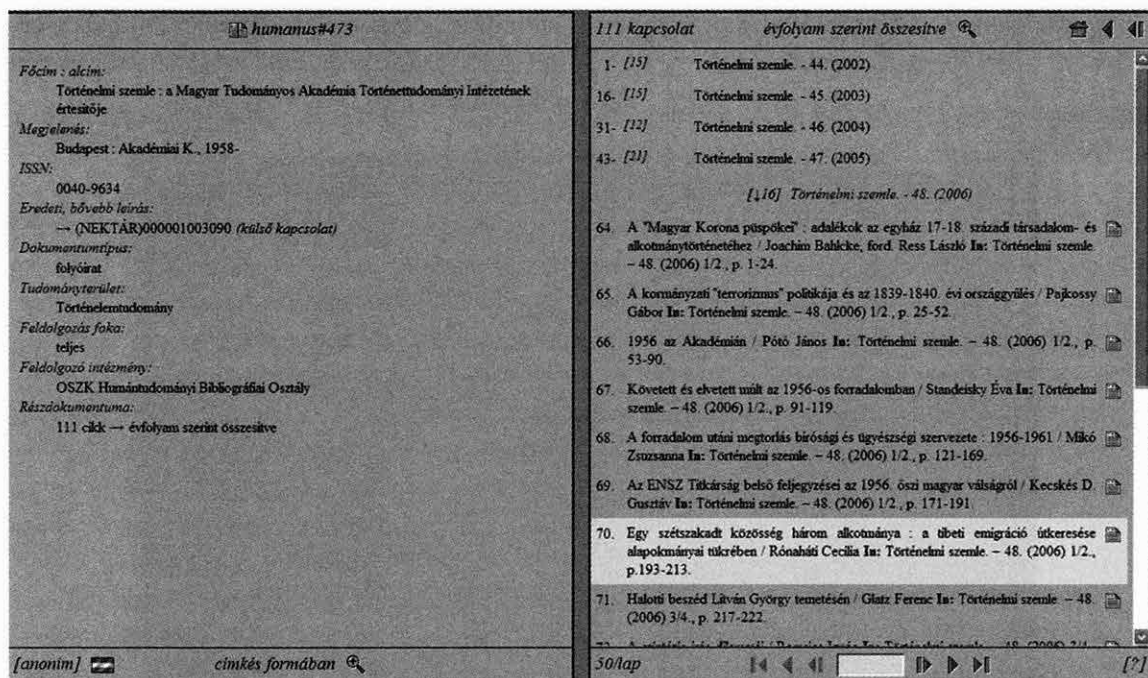 humanus#473
Főcím : alcím:
Történelmi szemle : a Magyar Tudományos Akadémia Történettudományi Intézetének
értesítője
Megjelenés:
Budapest : Akadémiai K., 1958-
ISSN:
0040-9634
Eredeti, bővebb leírás:
→ (NEKTÁR)000001003090 (külső kapcsolat)
Dokumentumtípus:
folyóirat
Tudományterület:
Történelemtudomány
Feldolgozás foka:
teljes
Feldolgozó intézmény:
OSZK Humántudományi Bibliográfiai Osztály
Részdokumentuma:
111 cikk → évfolyam szerint összesítve
[anonim]
címkés formában
111 kapcsolat évfolyam szerint összesítve
1- [15] Történelmi szemle. - 44. (2002)
16- [15] Történelmi szemle. - 45. (2003)
31- [12] Történelmi szemle. - 46. (2004)
43- [21] Történelmi szemle. - 47. (2005)
[↓16] Történelmi szemle. - 48. (2006)
64. A "Magyar Korona püspökei" : adalékok az egyház 17-18. századi társadalom- és
alkotmánytörténetéhez / Joachim Bahlcke, ford. Ress László In: Történelmi szemle.
– 48. (2006) 1/2., p. 1-24.
65. A kormányzati "terrorizmus" politikája és az 1839-1840. évi országgyűlés / Pajkossy
Gábor In: Történelmi szemle. – 48. (2006) 1/2., p. 25-52.
66. 1956 az Akadémián / Pótó János In: Történelmi szemle. – 48. (2006) 1/2., p.
53-90.
67. Követett és elvetett múlt az 1956-os forradalomban / Standeisky Éva In: Történelmi
szemle. – 48. (2006) 1/2., p. 91-119.
68. A forradalom utáni megtorlás bírósági és ügyészségi szervezete : 1956-1961 / Mikó
Zsuzsanna In: Történelmi szemle. – 48. (2006) 1/2., p. 121-169.
69. Az ENSZ Titkárság belső feljegyzései az 1956. őszi magyar válságról / Kecskés D.
Gusztáv In: Történelmi szemle. – 48. (2006) 1/2., p. 171-191.
70. Egy szétszakadt közösség három alkotmánya : a tibeti emigráció útkeresése
alapokmányai tükrében / Rónaháti Cecilia In: Történelmi szemle. – 48. (2006) 1/2.,
p.193-213.
71. Halotti beszéd Litván György temetésén / Glatz Ferenc In: Történelmi szemle. – 48.
(2006) 3/4., p. 217-222.
50/lap
[?]